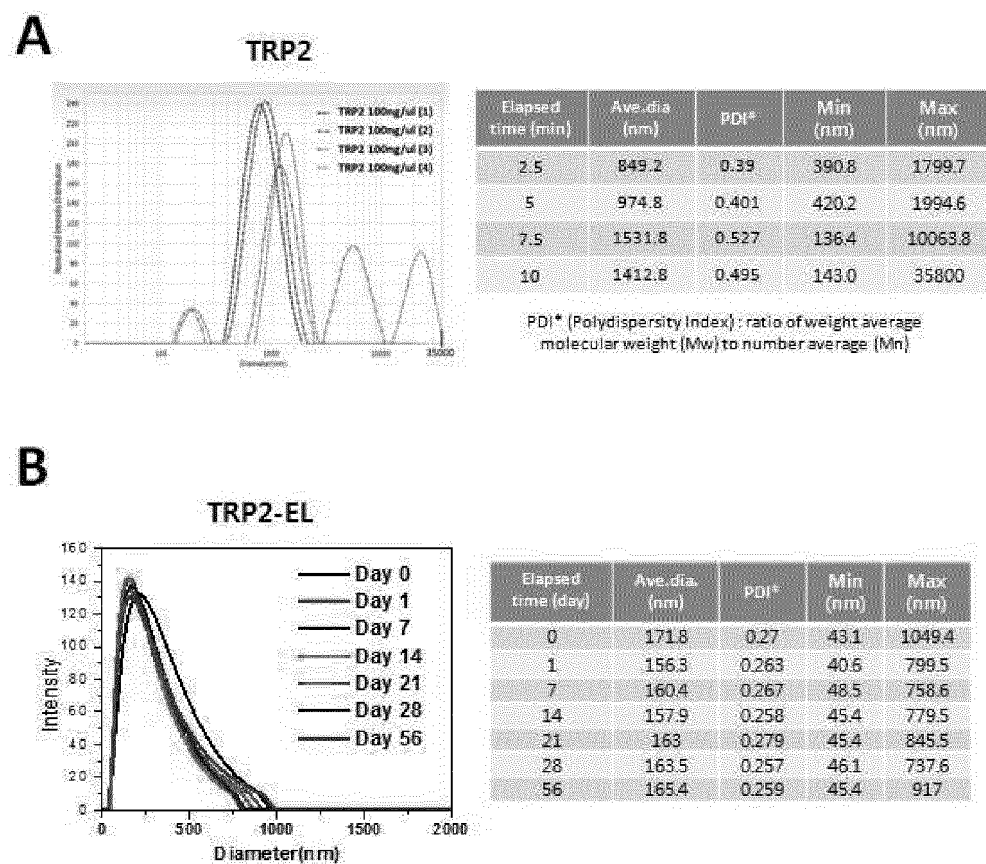 A
TRP2
TRP2 100ng/ul (1)
TRP2 100ng/ul (2)
TRP2 100ng/ul (3)
TRP2 100ng/ul (4)
35000
Elapsed time (min) Ave.dia (nm) PDI* Min (nm) Max (nm)
2.5 849.2 0.39 390.8 1799.7
5 974.8 0.401 420.2 1994.6
7.5 1531.8 0.527 136.4 10063.8
10 1412.8 0.495 143.0 35800
PDI* (Polydispersity Index) : ratio of weight average
molecular weight (Mw) to number average (Mn)
B
TRP2-EL
Intensity
160
140
120
100
80
60
40
20
0
0 500 1000 1500 2000
Diameter(nm)
Day 0
Day 1
Day 7
Day 14
Day 21
Day 28
Day 56
Elapsed time (day) Ave.dia. (nm) PDI* Min (nm) Max (nm)
0 171.8 0.27 43.1 1049.4
1 156.3 0.263 40.6 799.5
7 160.4 0.267 48.5 758.6
14 157.9 0.258 45.4 779.5
21 163 0.279 45.4 845.5
28 163.5 0.257 46.1 737.6
56 165.4 0.259 45.4 917